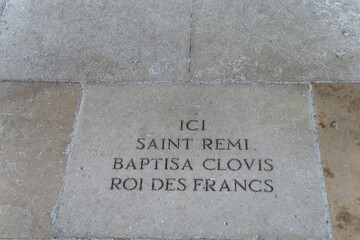 ICI
SAINT REMI
BAPTISA CLOVIS
ROI DES FRANCS